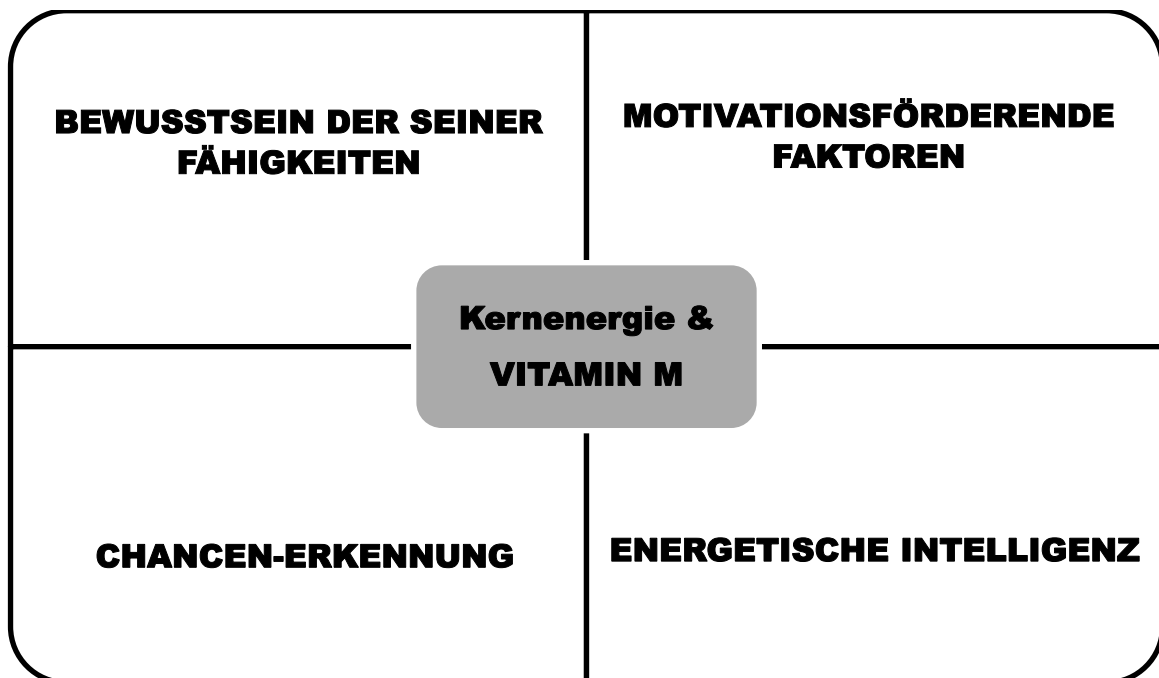 BEWUSSTSEIN DER SEINER
FÄHIGKEITEN
MOTIVATIONSFÖRDERENDE
FAKTOREN
Kernenergie &
VITAMIN M
CHANCEN-ERKENNUNG
ENERGETISCHE INTELLIGENZ